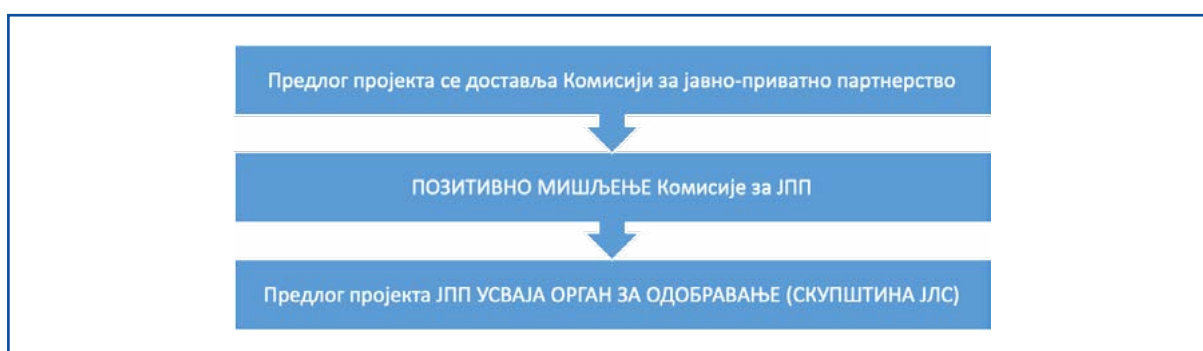 Предлог пројекта се доставља Комисији за јавно-приватно партнерство
ПОЗИТИВНО МИШЉЕЊЕ Комисије за ЈПП
Предлог пројекта ЈПП УСВАЈА ОРГАН ЗА ОДОБРАВАЊЕ (СКУПШТИНА ЈЛС)